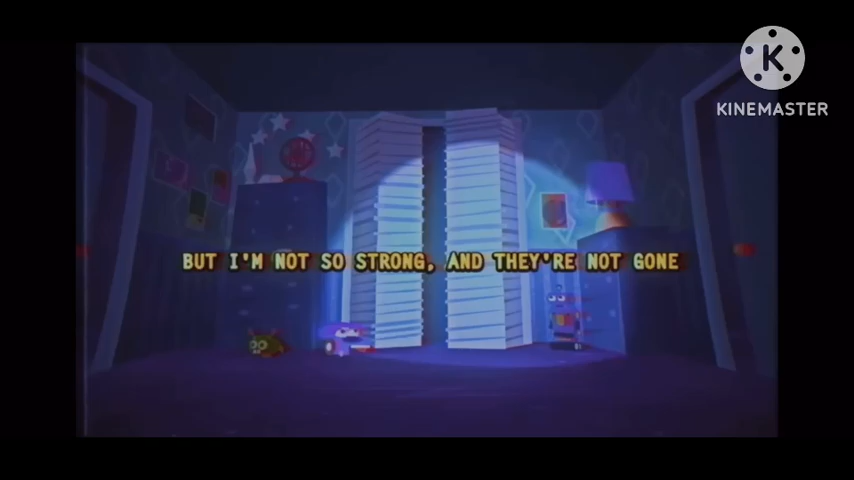 K
KINEMASTER
BUT I'M NOT SO STRONG, AND THEY'RE NOT GONE